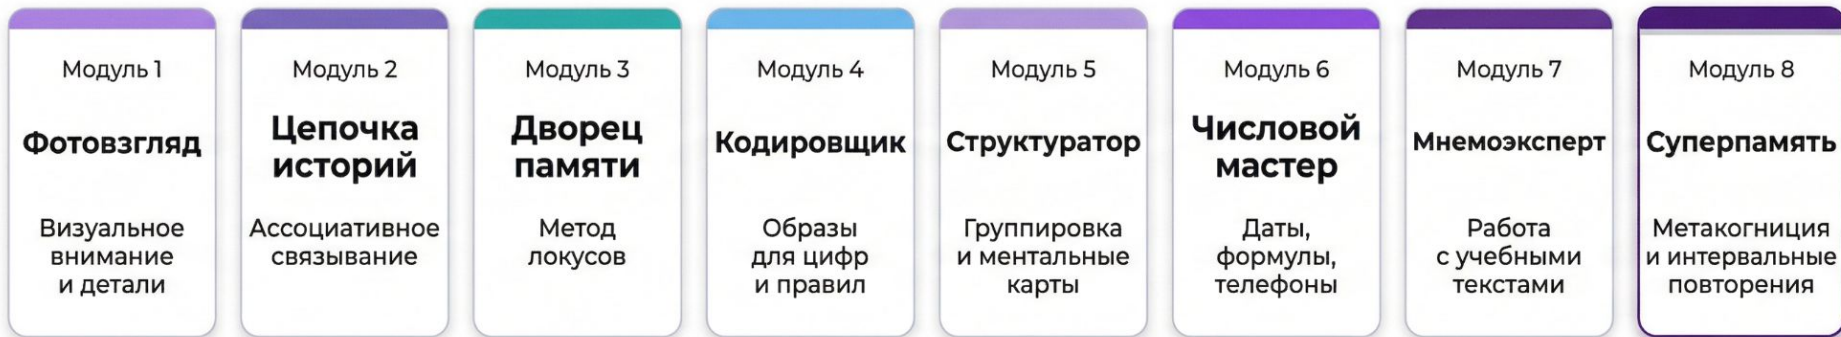 Модуль 1
Фотовзгляд
Визуальное
внимание
и детали
Модуль 2
Цепочка
историй
Ассоциативное
связывание
Модуль 3
Дворец
памяти
Метод
локусов
Модуль 4
Кодировщик
Образы
для цифр
и правил
Модуль 5
Структуратор
Группировка
и ментальные
карты
Модуль 6
Числовой
мастер
Даты,
формулы,
телефоны
Модуль 7
Мнемоэксперт
Работа
с учебными
текстами
Модуль 8
Суперпамять
Метакогниция
и интервальные
повторения